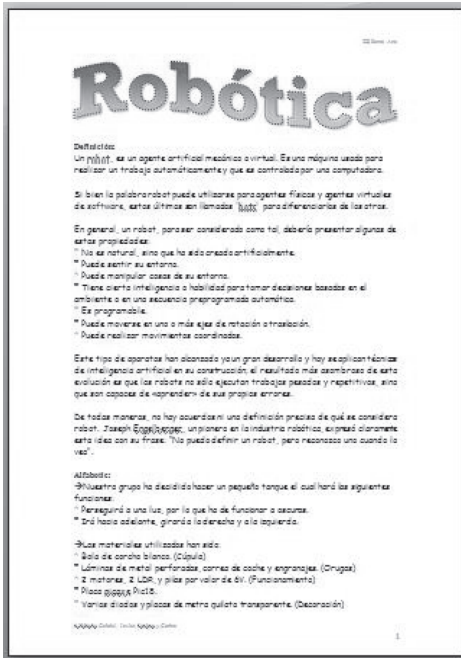 Robótica
Definición:
Un robot, es un agente artificial mecánico o virtual. Es una máquina usada para
realizar un trabajo automáticamente y que es controlada por una computadora.
Si bien la palabra robot puede utilizarse para agentes físicos y agentes virtuales
de software, estos últimos son llamados "bots" para diferenciarlos de los otros.
En general, un robot, para ser considerado como tal, debería presentar algunas de
estas propiedades:
* No es natural, sino que ha sido creado artificialmente.
* Puede sentir su entorno.
* Puede manipular cosas de su entorno.
* Tiene cierta inteligencia o habilidad para tomar decisiones basadas en el
ambiente o en una secuencia preprogramada automática.
* Es programable.
* Puede moverse en uno o más ejes de rotación o traslación.
* Puede realizar movimientos coordinados.
Este tipo de aparatos han alcanzado ya un gran desarrollo y hoy se aplican técnicas
de inteligencia artificial en su construcción; el resultado más asombroso de esta
evolución es que los robots no sólo ejecutan trabajos pesados y repetitivos, sino
que son capaces de «aprender» de sus propios errores.
De todas maneras, no hay acuerdo ni una definición precisa de qué se considera
robot. Joseph Engelberger, un pionero en la industria robótica, expresó claramente
esta idea con su frase: "No puedo definir un robot, pero reconozco uno cuando lo
veo".
Alfabots:
→Nuestro grupo ha decidido hacer un pequeño tanque el cual hará las siguientes
funciones:
* Perseguirá a una luz, por lo que ha de funcionar a oscuras.
* Irá hacia adelante, girará a la derecha y a la izquierda.
→Los materiales utilizados han sido:
* Bola de corcho blanco. (Cúpula)
* Láminas de metal perforadas, correa de coche y engranajes. (Orugas)
* 2 motores, 2 LDR, y pilas por valor de 6V. (Funcionamiento)
* Placa Pic18.
* Varios diodos y placas de metro quilato transparente. (Decoración)
1